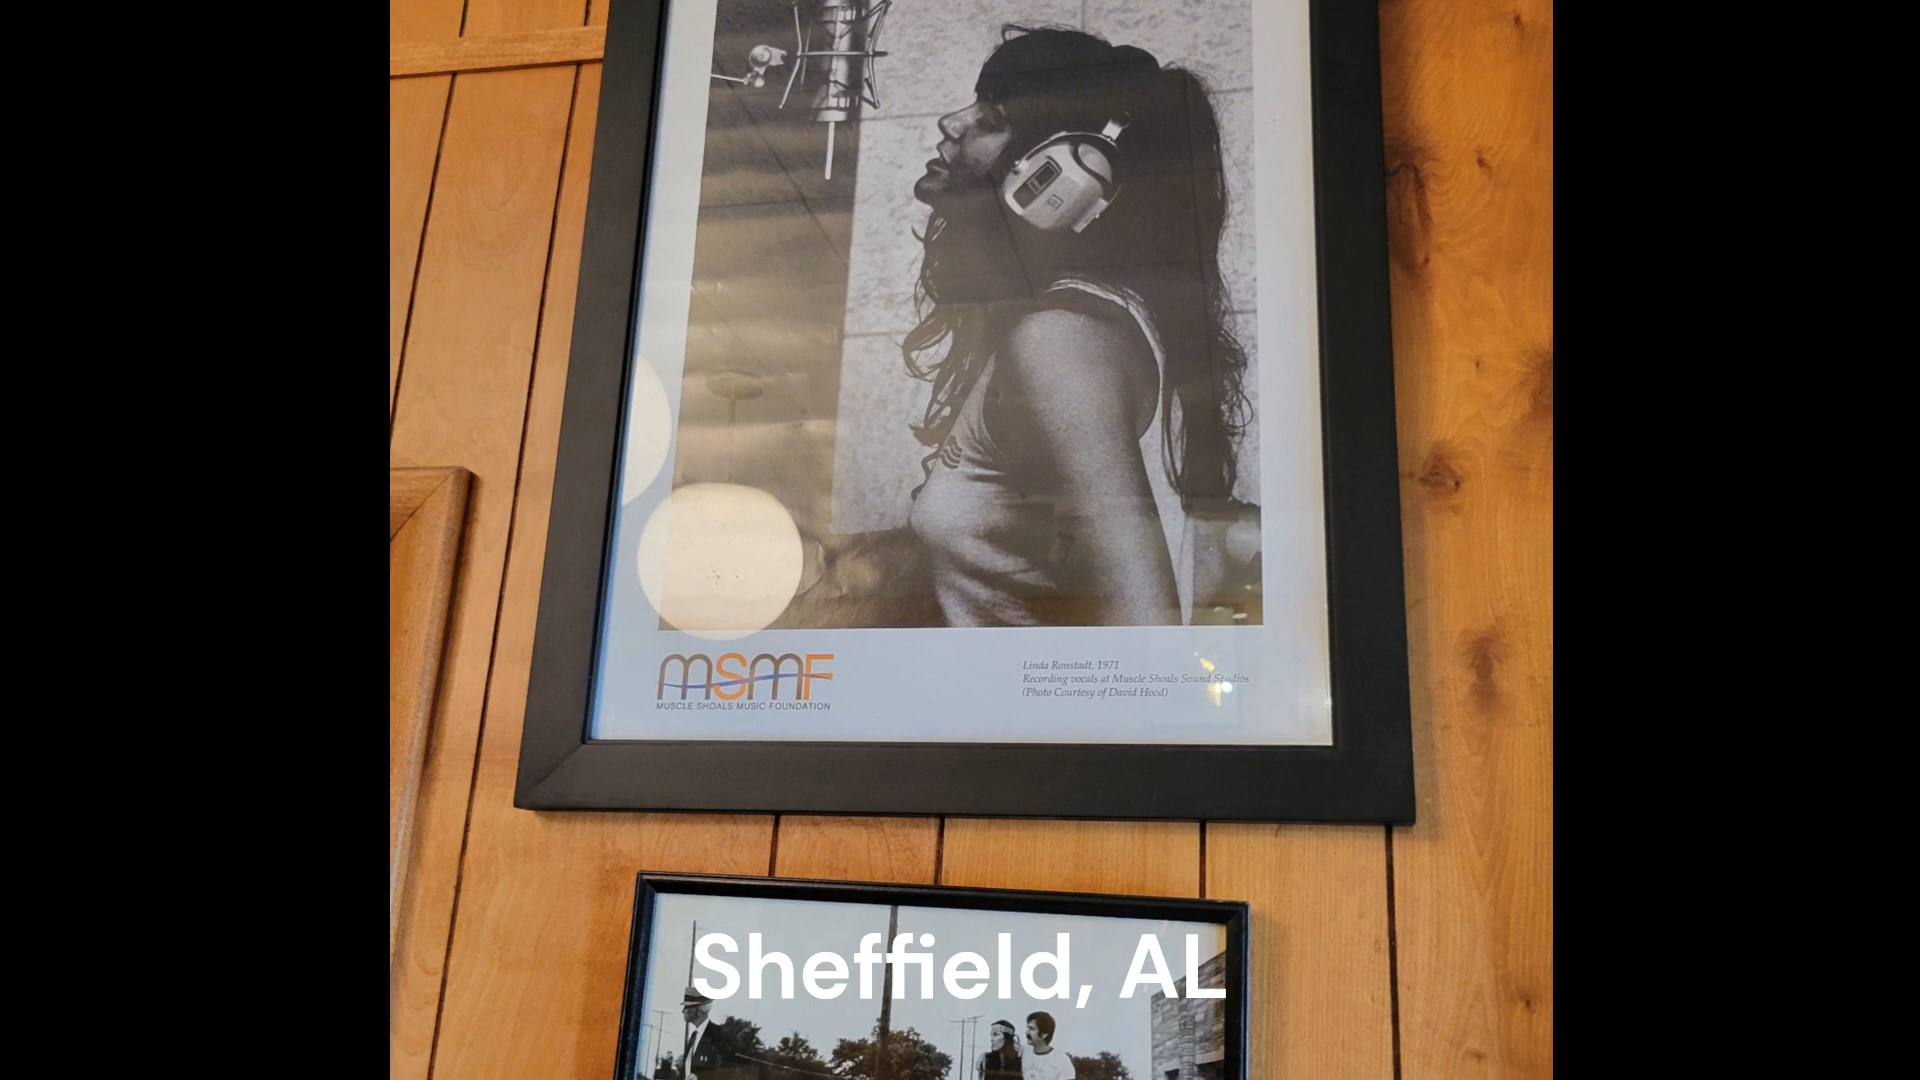 MSMF
MUSCLE SHOALS MUSIC FOUNDATION
Linda Ronstadt, 1971
Recording vocals at Muscle Shoals Sound Studios
(Photo Courtesy of David Hood)
Sheffield, AL